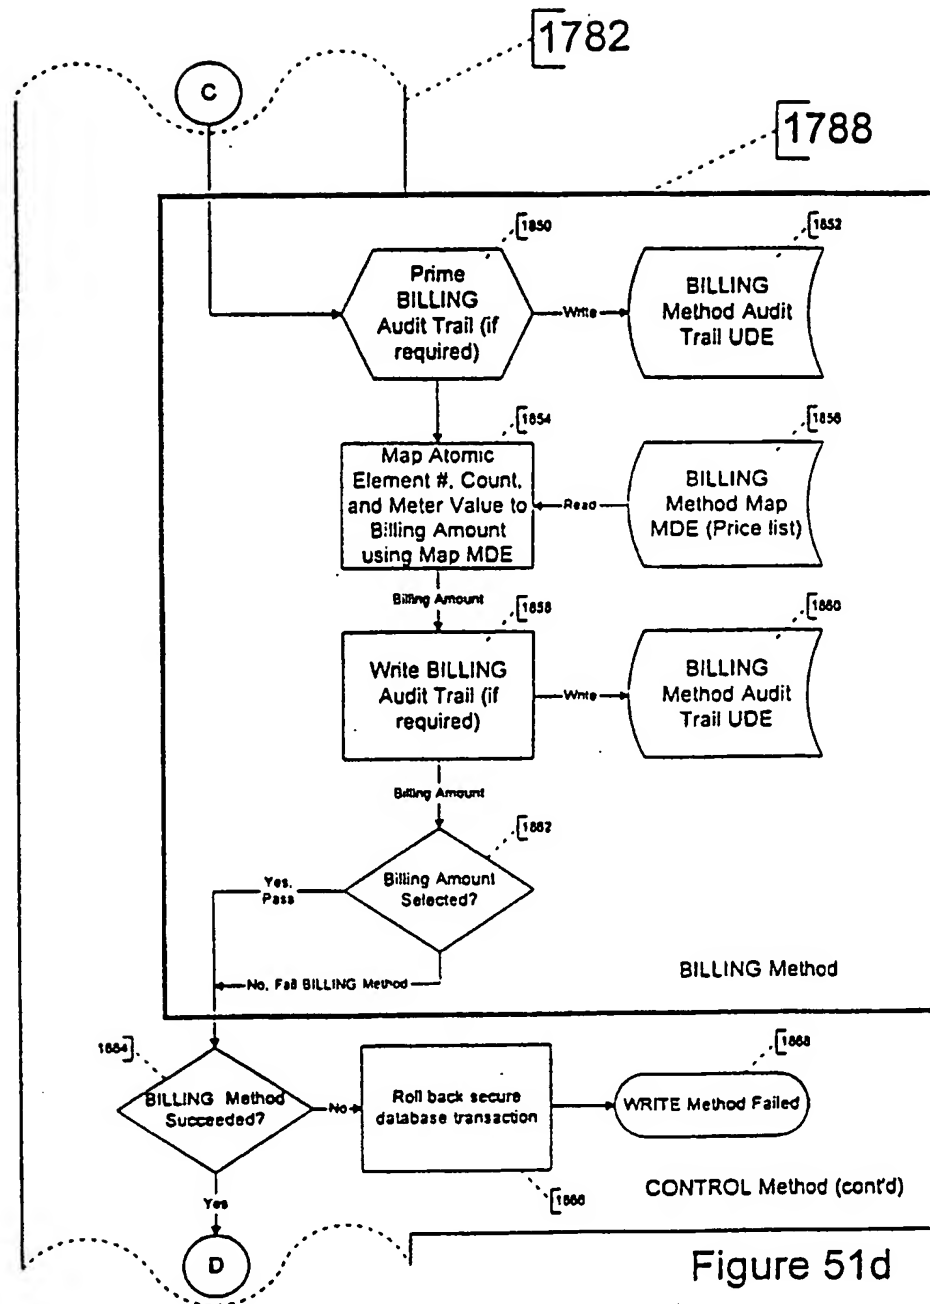 1782
C
1788
1850
Prime
BILLING
Audit Trail (if
required)
Write
1852
BILLING
Method Audit
Trail UDE
1854
Map Atomic
Element #, Count,
and Meter Value to
Billing Amount
using Map MDE
Read
1856
BILLING
Method Map
MDE (Price list)
Billing Amount
1858
Write BILLING
Audit Trail (if
required)
Write
1860
BILLING
Method Audit
Trail UDE
Billing Amount
1862
Billing Amount
Selected?
Yes,
Pass
No, Fail BILLING Method
BILLING Method
1864
BILLING Method
Succeeded?
No
Roll back secure
database transaction
1866
1868
WRITE Method Failed
Yes
CONTROL Method (cont'd)
D
Figure 51d